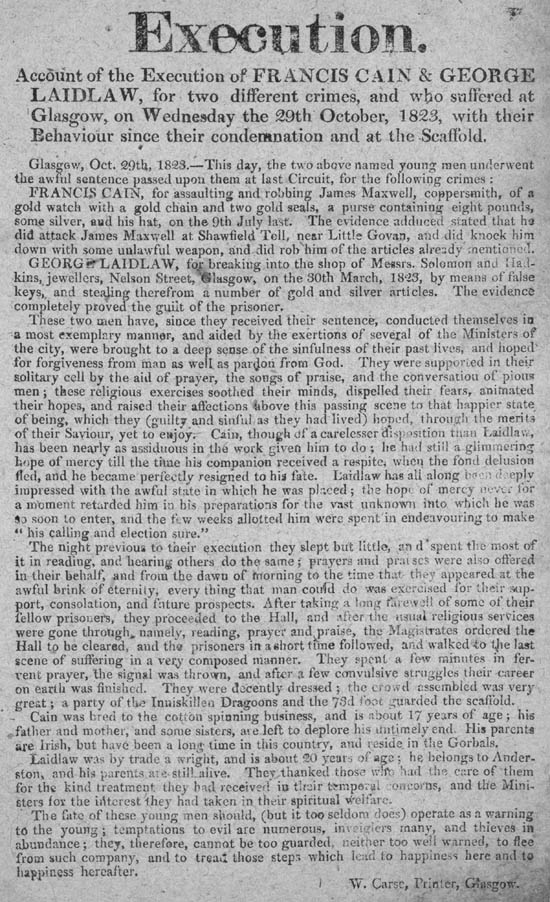 Execution.
Account of the Execution of FRANCIS CAIN & GEORGE
LAIDLAW, for two different crimes, and who suffered at
Glasgow, on Wednesday the 29th October, 1823, with their
Behaviour since their condemnation and at the Scaffold.
Glasgow, Oct. 29th, 1823.—This day, the two above named young men underwent
the awful sentence passed upon them at last Circuit, for the following crimes :
FRANCIS CAIN, for assaulting and robbing James Maxwell, coppersmith, of a
gold watch with a gold chain and two gold seals, a purse containing eight pounds,
some silver, and his hat, on the 9th July last. The evidence adduced stated that he
did attack James Maxwell at Shawfield Toll, near Little Govan, and did knock him
down with some unlawful weapon, and did rob him of the articles already mentioned.
GEORGE LAIDLAW, for breaking into the shop of Messrs. Solomon and
kins, jewellers, Nelson Street, Glasgow, on the 30th March, 1823, by means of false
keys, and stealing therefrom a number of gold and silver articles. The evidence
completely proved the guilt of the prisoner.
These two men have, since they received their sentence, conducted themselves in
a most exemplary manner, and aided by the exertions of several of the Ministers of
the city, were brought to a deep sense of the sinfulness of their past lives, and hoped
for forgiveness from man as well as pardon from God. They were supported in their
solitary cell by the aid of prayer, the songs of praise, and the conversation of pious
men ; these religious exercises soothed their minds, dispelled their fears, animated
their hopes, and raised their affections above this passing scene to that happier state
of being, which they (guilty and sinful as they had lived) hoped, through the merits
of their Saviour, yet to enjoy. Cain, though of a carelesser disposition than Laidlaw,
has been nearly as assiduous in the work given him to do ; he had still a glimmering
hope of mercy till the time his companion received a respite, when the fond delusion
fled, and he became perfectly resigned to his fate. Laidlaw has all along been deeply
impressed with the awful state in which he was placed ; the hope of mercy never for
a moment retarded him in his preparations for the vast unknown into which he was
so soon to enter, and the few weeks allotted him were spent in endeavouring to make
" his calling and election sure."
The night previous to their execution they slept but little, and spent the most of
it in reading, and hearing others do the same ; prayers and praises were also offered
in their behalf, and from the dawn of morning to the time that they appeared at the
awful brink of eternity, every thing that man could do was exercised for their sup-
port, consolation, and future prospects. After taking a long farewell of some of their
fellow prisoners, they proceeded to the Hall, and after the usual religious services
were gone through, namely, reading, prayer and praise, the Magistrates ordered the
Hall to be cleared, and the prisoners in a short time followed, and walked to the last
scene of suffering in a very composed manner. They spent a few minutes in fer-
vent prayer, the signal was thrown, and after a few convulsive struggles their career
on earth was finished. They were decently dressed ; the crowd assembled was very
great ; a party of the Inniskillen Dragoons and the 73d foot guarded the scaffold.
Cain was bred to the cotton spinning business, and is about 17 years of age ; his
father and mother, and some sisters, are left to deplore his untimely end. His parents
are Irish, but have been a long time in this country, and reside in the Gorbals.
Laidlaw was by trade a wright, and is about 20 years of age ; he belongs to Ander-
ston, and his parents are still alive. They thanked those who had the care of them
for the kind treatment they had received in their temporal concerns, and the Mini-
sters for the interest they had taken in their spiritual welfare.
The fate of these young men should, (but it too seldom does) operate as a warning
to the young ; temptations to evil are numerous, inveiglers many, and thieves in
abundance ; they, therefore, cannot be too guarded, neither too well warned, to flee
from such company, and to tread those steps which lead to happiness here and to
happiness hereafter.
W. Carse, Printer, Glasgow.